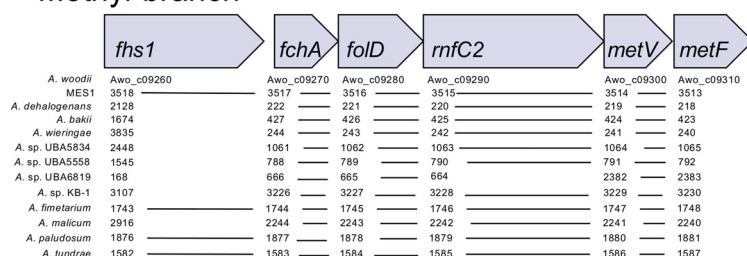 Methyl branch
fhs1 fchA folD rnfC2 metV metF
A. woodii Awo_c09260 Awo_c09270 Awo_c09280 Awo_c09290 Awo_c09300 Awo_c09310
MES1 3518 3517 3516 3515 3514 3513
A. dehalogenans 2128 222 221 220 219 218
A. bakii 1674 427 426 425 424 423
A. wieringae 3835 244 243 242 241 240
A. sp. UBA5834 2448 1061 1062 1063 1064 1065
A. sp. UBA5558 1545 788 789 790 791 792
A. sp. UBA6819 168 666 665 664 2382 2383
A. sp. KB-1 3107 3226 3227 3228 3229 3230
A. fimetarium 1743 1744 1745 1746 1747 1748
A. malicum 2916 2244 2243 2242 2241 2240
A. paludosum 1876 1877 1878 1879 1880 1881
A. tundrae 1582 1583 1584 1585 1586 1587